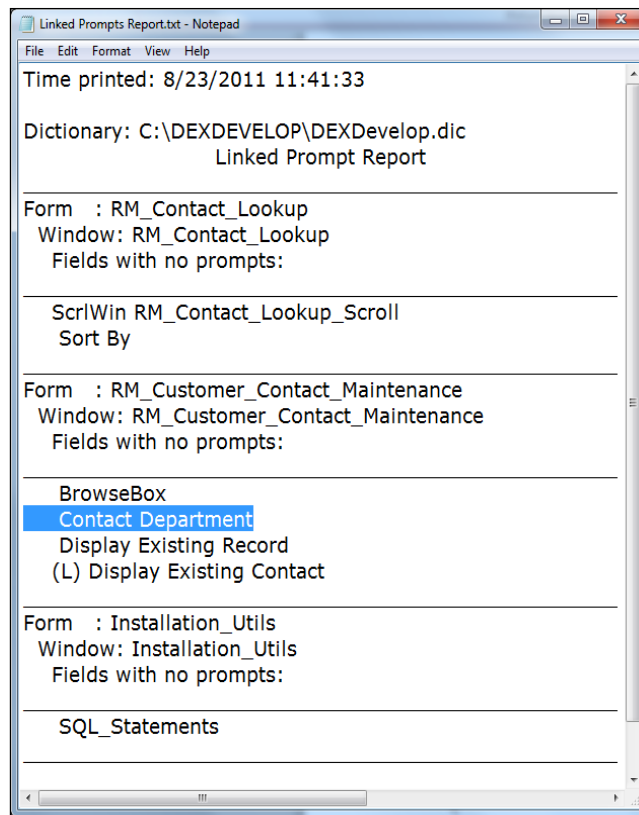 Linked Prompts Report.txt - Notepad
File Edit Format View Help
Time printed: 8/23/2011 11:41:33
Dictionary: C:\DEXDEVELOP\DEXDevelop.dic
Linked Prompt Report
Form : RM_Contact_Lookup
Window: RM_Contact_Lookup
Fields with no prompts:
ScrlWin RM_Contact_Lookup_Scroll
Sort By
Form : RM_Customer_Contact_Maintenance
Window: RM_Customer_Contact_Maintenance
Fields with no prompts:
BrowseBox
Contact Department
Display Existing Record
(L) Display Existing Contact
Form : Installation_Utils
Window: Installation_Utils
Fields with no prompts:
SQL_Statements